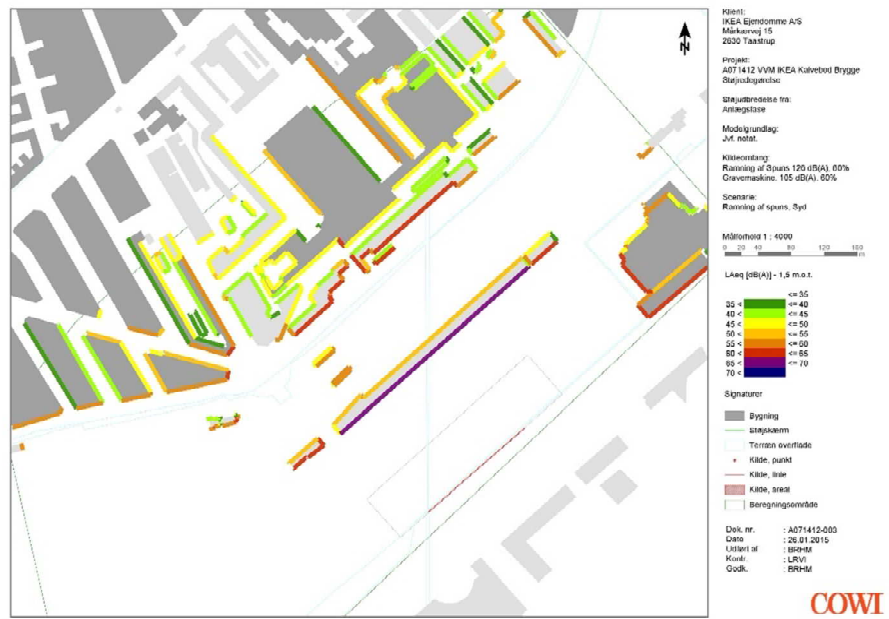 N
Klient:
IKEA Ejendomme A/S
Mårkærvej 15
2630 Taastrup
Projekt:
A071412 VVM IKEA Kalvebod Brygge
Støjredegørelse
Støjudbredelse fra:
Anlægsfase
Modelgrundlag:
Jvf. notat.
Kildeomfang:
Ramning af Spuns 120 dB(A), 60%
Gravemaskine, 105 dB(A), 60%
Scenarie:
Ramning af spuns, Syd
Målforhold 1 : 4000
0 20 40 80 120 160
m
LAeq [dB(A)] - 1,5 m.o.t.
<= 35
35 < <= 40
40 < <= 45
45 < <= 50
50 < <= 55
55 < <= 60
60 < <= 65
65 < <= 70
70 <
Signaturer
Bygning
Støjskærm
Terræn overflade
Kilde, punkt
Kilde, linie
Kilde, areal
Beregningsområde
Dok. nr. : A071412-003
Dato : 26.01.2015
Udført af : BRHM
Kontr. : LRVI
Godk. : BRHM
COWI